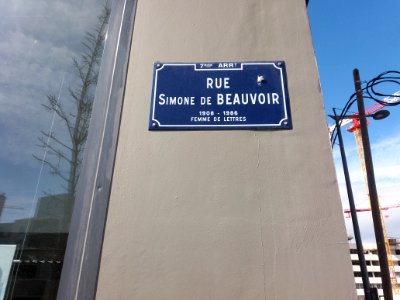 7ème ARRt
RUE
SIMONE DE BEAUVOIR
1908 - 1986
FEMME DE LETTRES